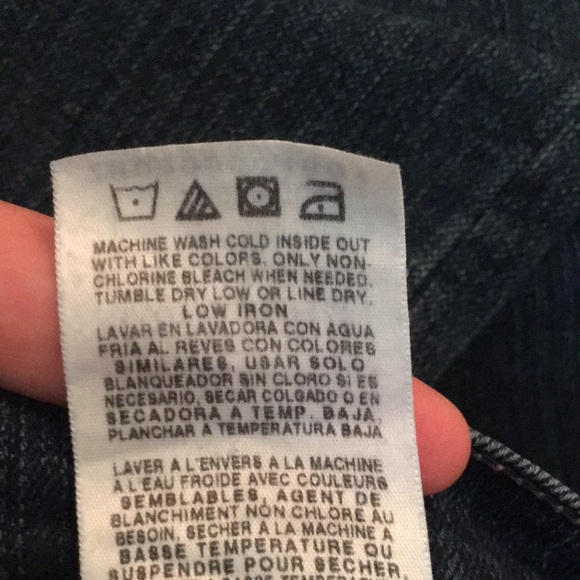 MACHINE WASH COLD INSIDE OUT
WITH LIKE COLORS, ONLY NON-
CHLORINE BLEACH WHEN NEEDED,
TUMBLE DRY LOW OR LINE DRY,
LOW IRON
LAVAR EN LAVADORA CON AGUA
FRIA AL REVES CON COLORES
SIMILARES, USAR SOLO
BLANQUEADOR SIN CLORO SI ES
NECESARIO, SECAR COLGADO O EN
SECADORA A TEMP. BAJA,
PLANCHAR A TEMPERATURA BAJA
LAVER A L'ENVERS A LA MACHINE
A L'EAU FROIDE AVEC COULEURS
SEMBLABLES, AGENT DE
BLANCHIMENT NON CHLORE AU
BESOIN, SECHER A LA MACHINE A
BASSE TEMPERATURE OU
SUSPENDRE POUR SECHER,